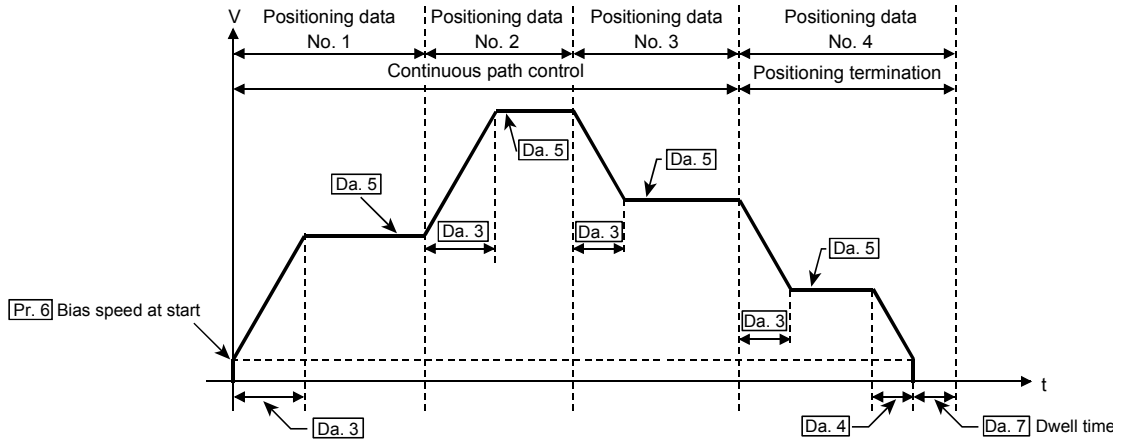 V
Positioning data No. 1
Positioning data No. 2
Positioning data No. 3
Positioning data No. 4
Continuous path control
Positioning termination
Da. 5
Da. 5
Da. 5
Da. 3
Da. 3
Da. 5
Da. 3
Pr. 6 Bias speed at start
t
Da. 3
Da. 4
Da. 7 Dwell time